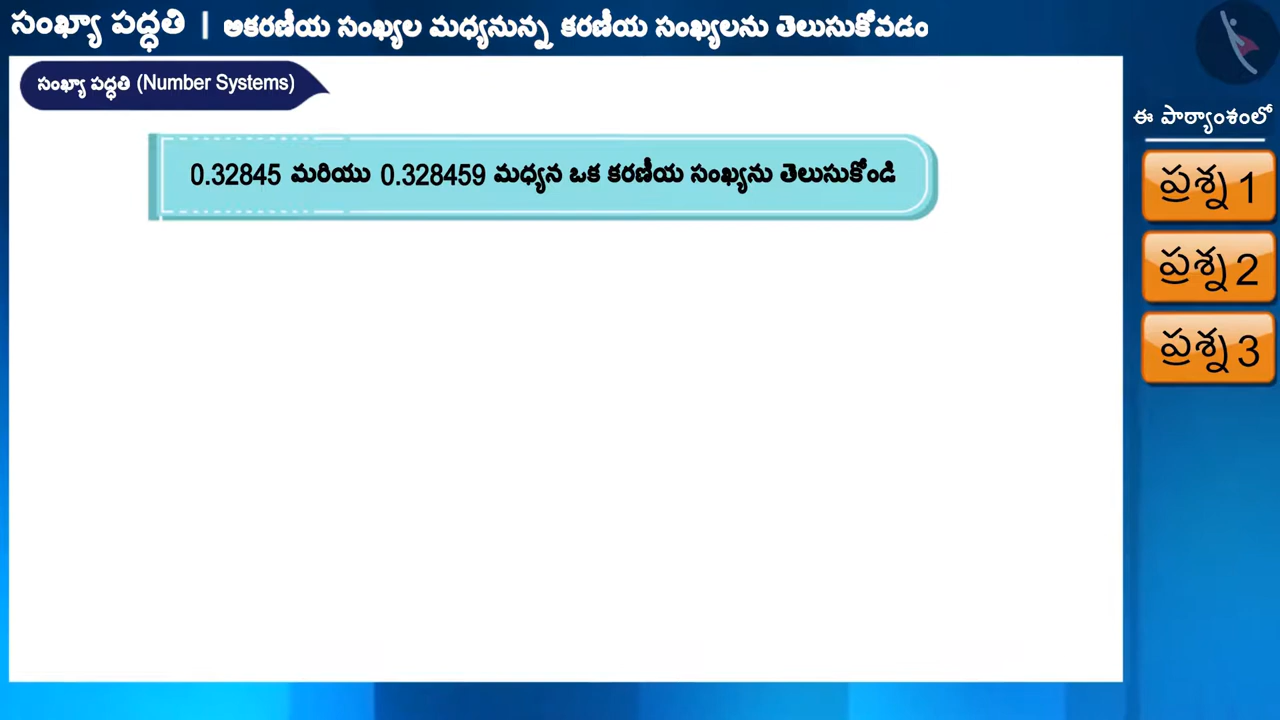 సంఖ్యా పద్ధతి | అకరణీయ సంఖ్యల మధ్యనున్న కరణీయ సంఖ్యలను తెలుసుకోవడం
సంఖ్యా పద్ధతి (Number Systems)
0.32845 మరియు 0.328459 మధ్యన ఒక కరణీయ సంఖ్యను తెలుసుకోండి
ఈ పాఠ్యాంశంలో
ప్రశ్న 1
ప్రశ్న 2
ప్రశ్న 3